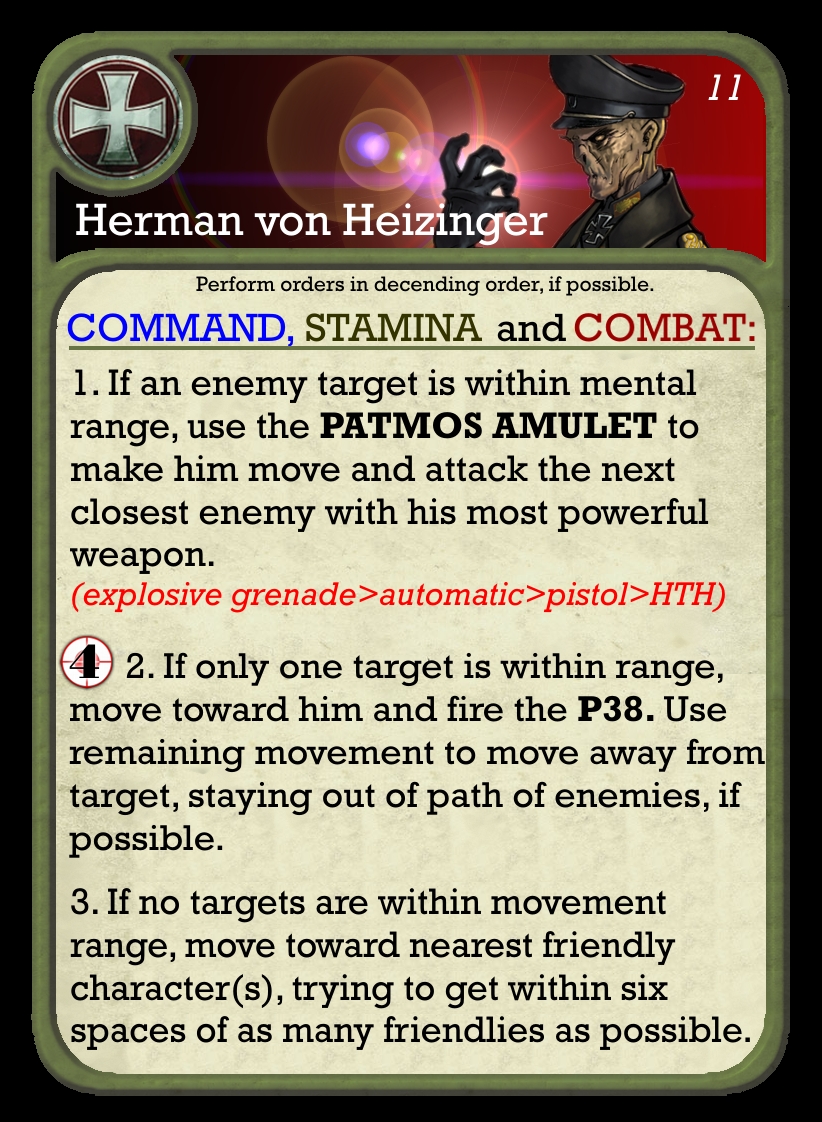 11
Herman von Heizinger
Perform orders in decending order, if possible.
COMMAND, STAMINA and COMBAT:
1. If an enemy target is within mental
range, use the PATMOS AMULET to
make him move and attack the next
closest enemy with his most powerful
weapon.
(explosive grenade>automatic>pistol>HTH)
4 2. If only one target is within range,
move toward him and fire the P38. Use
remaining movement to move away from
target, staying out of path of enemies, if
possible.
3. If no targets are within movement
range, move toward nearest friendly
character(s), trying to get within six
spaces of as many friendlies as possible.